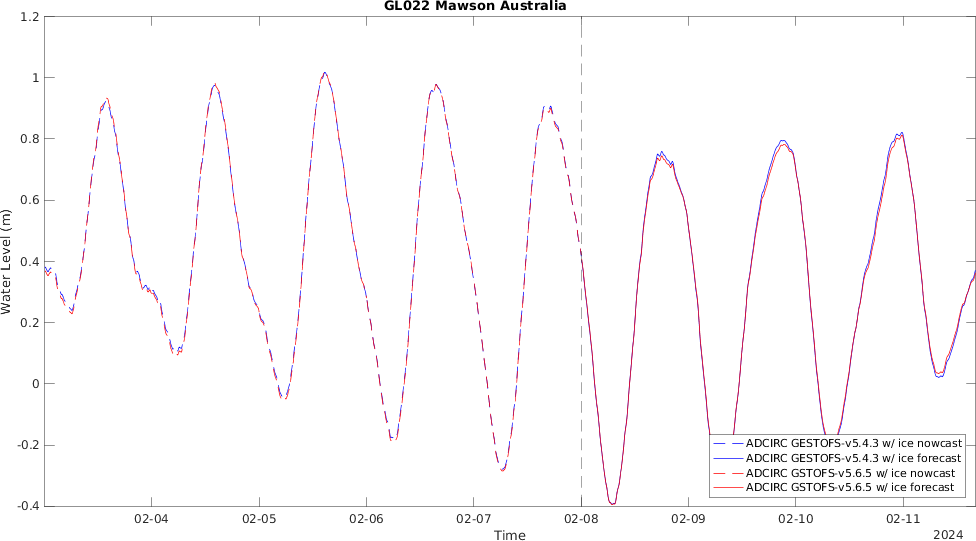 GL022 Mawson Australia
1.2
1
0.8
0.6
0.4
0.2
0
-0.2
-0.4
Water Level (m)
ADCIRC GESTOFS-v5.4.3 w/ ice nowcast
ADCIRC GESTOFS-v5.4.3 w/ ice forecast
ADCIRC GSTOFS-v5.6.5 w/ ice nowcast
ADCIRC GSTOFS-v5.6.5 w/ ice forecast
02-04 02-05 02-06 02-07 02-08 02-09 02-10 02-11
Time 2024